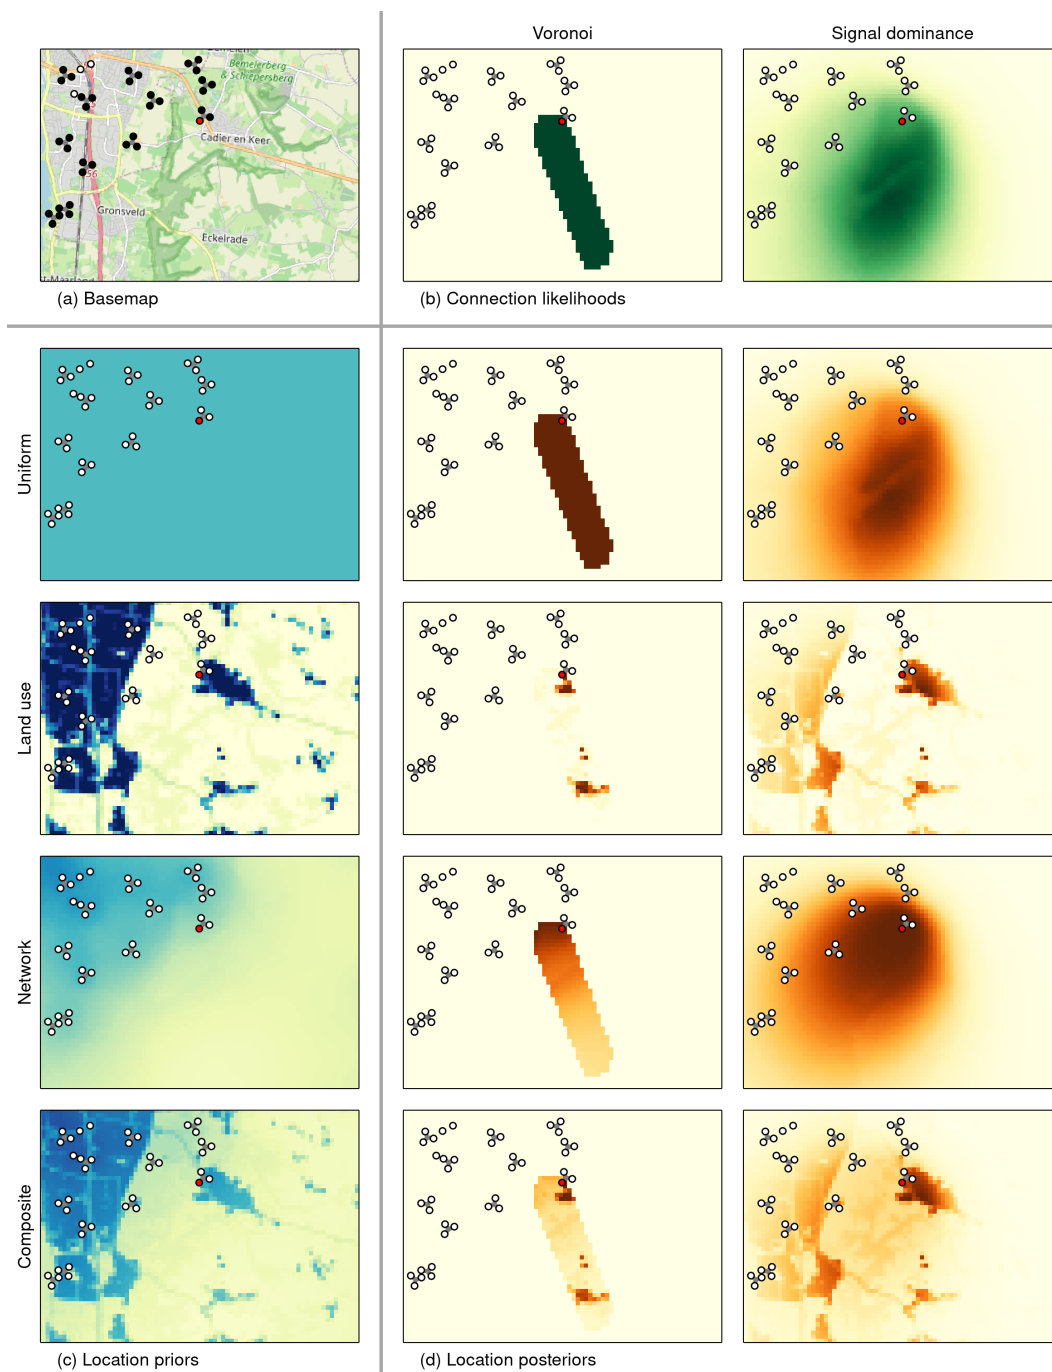 Voronoi
Signal dominance
Bemelerberg
& Schiepersberg
Cadier en Keer
56
Gronsveld
Eckelrade
(a) Basemap
(b) Connection likelihoods
Uniform
Land use
Network
Composite
(c) Location priors
(d) Location posteriors